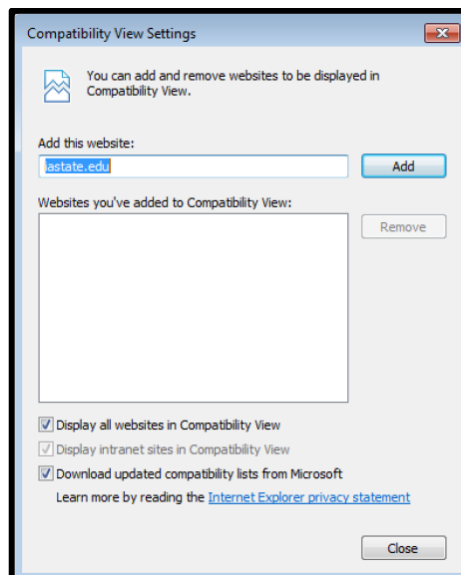 Compatibility View Settings
You can add and remove websites to be displayed in
Compatibility View.
Add this website:
iastate.edu
Add
Websites you've added to Compatibility View:
Remove
Display all websites in Compatibility View
Display intranet sites in Compatibility View
Download updated compatibility lists from Microsoft
Learn more by reading the Internet Explorer privacy statement
Close